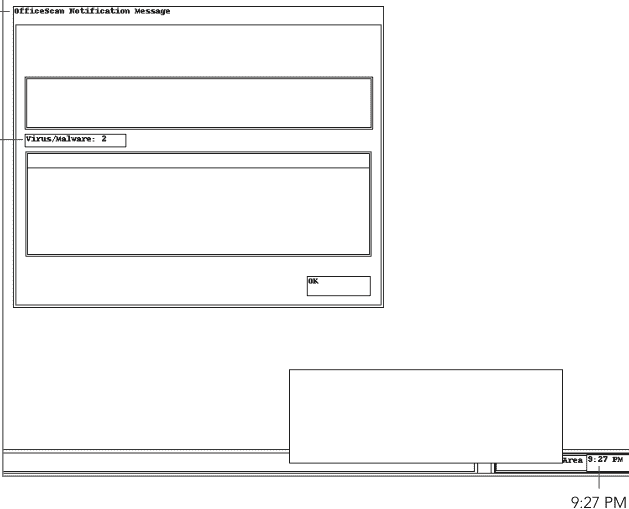 OfficeScan Notification Message
Virus/Malware: 2
OK
Area 9:27 PM
9:27 PM